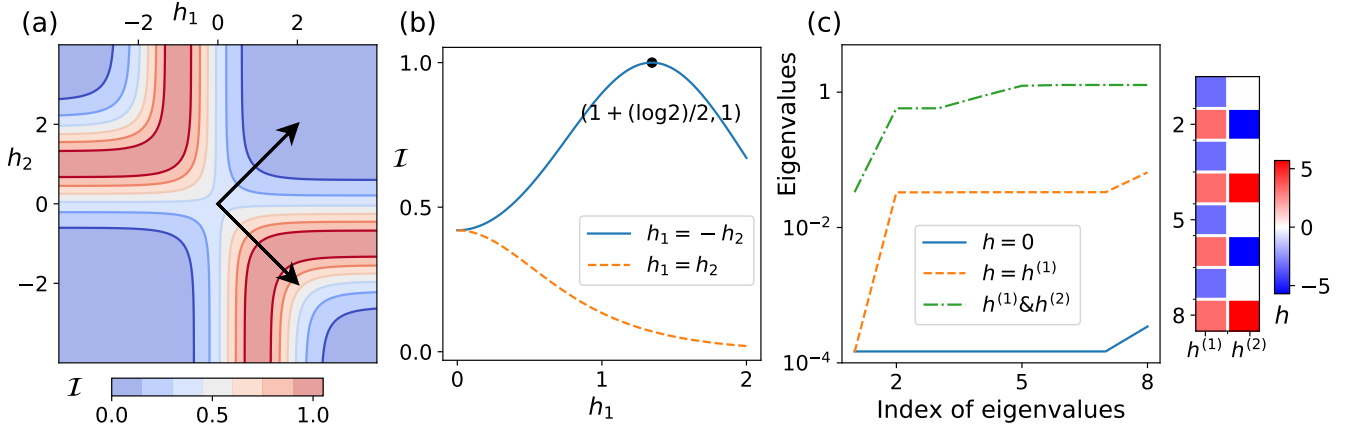 (a)
h₁
−2 0 2
h₂
2
0
−2
𝓘
0.0 0.5 1.0
(b)
𝓘
1.0
0.5
0.0
(1 + (log2)/2, 1)
h₁ = − h₂
h₁ = h₂
0 1 2
h₁
(c)
Eigenvalues
1
10⁻²
10⁻⁴
h = 0
h = h⁽¹⁾
h⁽¹⁾&h⁽²⁾
2 5 8
Index of eigenvalues
2
5
8
h⁽¹⁾ h⁽²⁾
5
0
−5
h